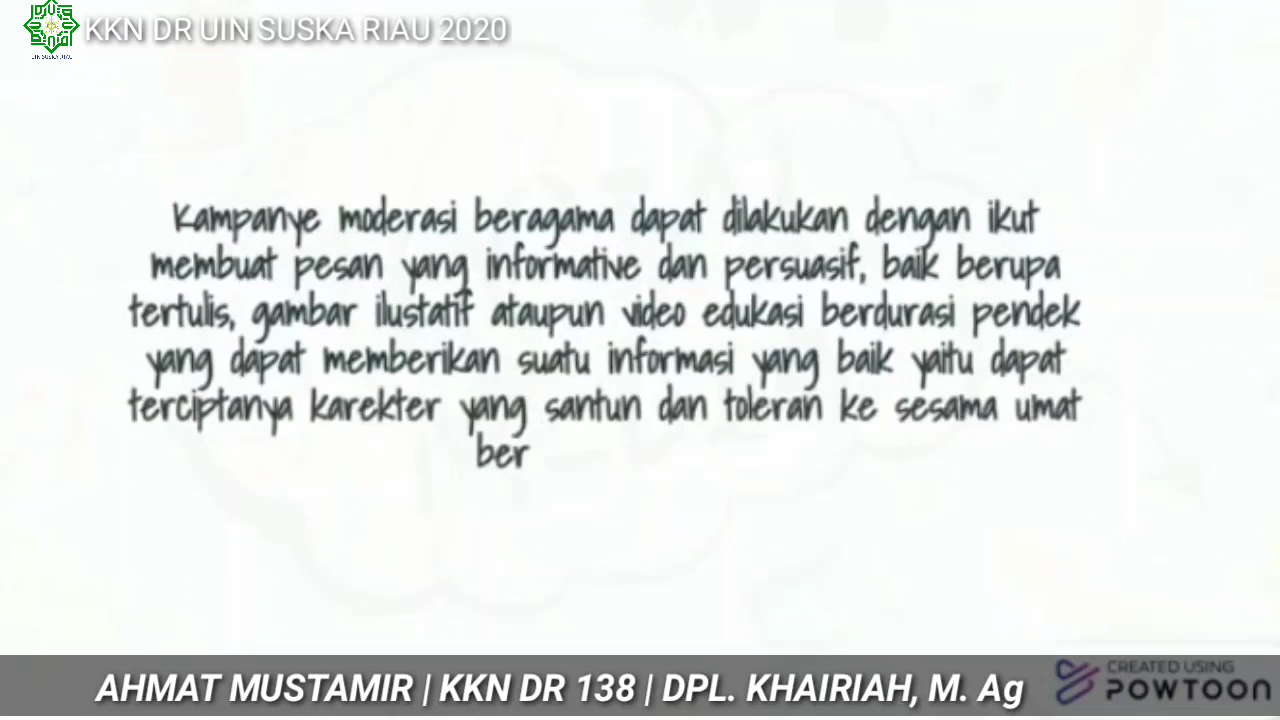 KKN DR UIN SUSKA RIAU 2020
UIN SUSKA RIAU
Kampanye moderasi beragama dapat dilakukan dengan ikut
membuat pesan yang informative dan persuasif, baik berupa
tertulis, gambar ilustatif ataupun video edukasi berdurasi pendek
yang dapat memberikan suatu informasi yang baik yaitu dapat
terciptanya karekter yang santun dan toleran ke sesama umat
ber
AHMAT MUSTAMIR | KKN DR 138 | DPL. KHAIRIAH, M. Ag
CREATED USING
POWTOON